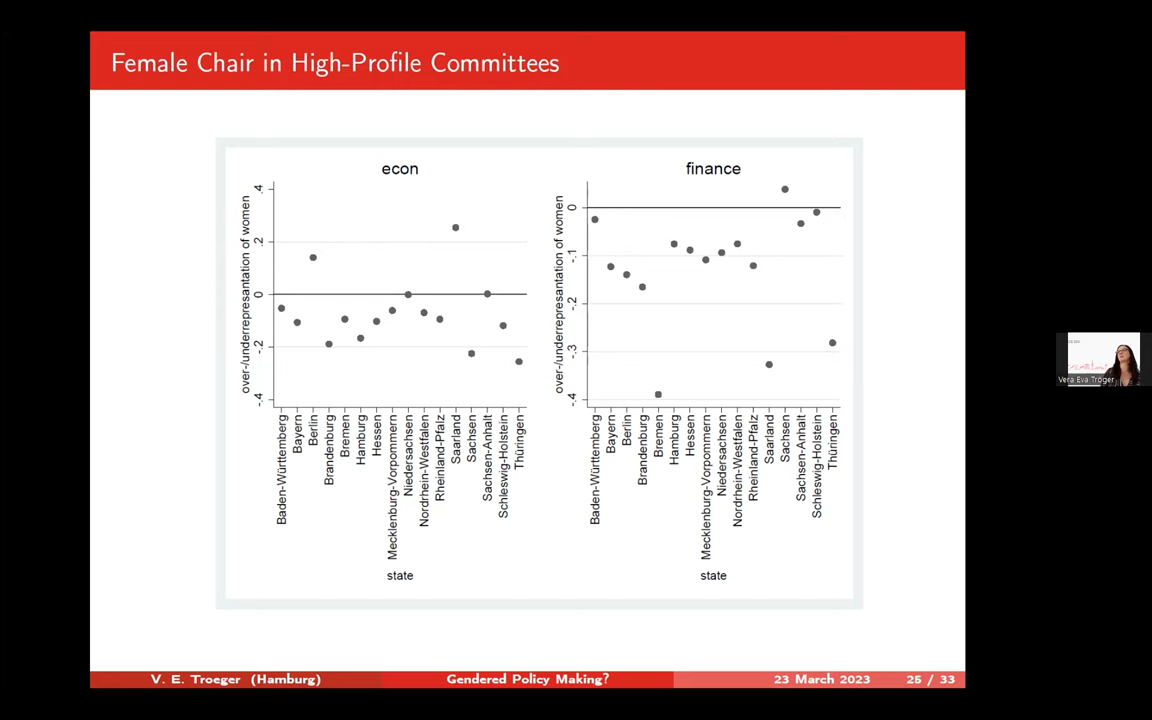 Female Chair in High-Profile Committees
econ
over-/underrepresantation of women
.4
.2
0
-.2
-.4
Baden-Württemberg
Bayern
Berlin
Brandenburg
Bremen
Hamburg
Hessen
Mecklenburg-Vorpommern
Niedersachsen
Nordrhein-Westfalen
Rheinland-Pfalz
Saarland
Sachsen
Sachsen-Anhalt
Schleswig-Holstein
Thüringen
state
finance
over-/underrepresantation of women
0
-.1
-.2
-.3
-.4
Baden-Württemberg
Bayern
Berlin
Brandenburg
Bremen
Hamburg
Hessen
Mecklenburg-Vorpommern
Niedersachsen
Nordrhein-Westfalen
Rheinland-Pfalz
Saarland
Sachsen
Sachsen-Anhalt
Schleswig-Holstein
Thüringen
state
Vera Eva Tröger
V. E. Troeger (Hamburg)
Gendered Policy Making?
23 March 2023
25 / 33